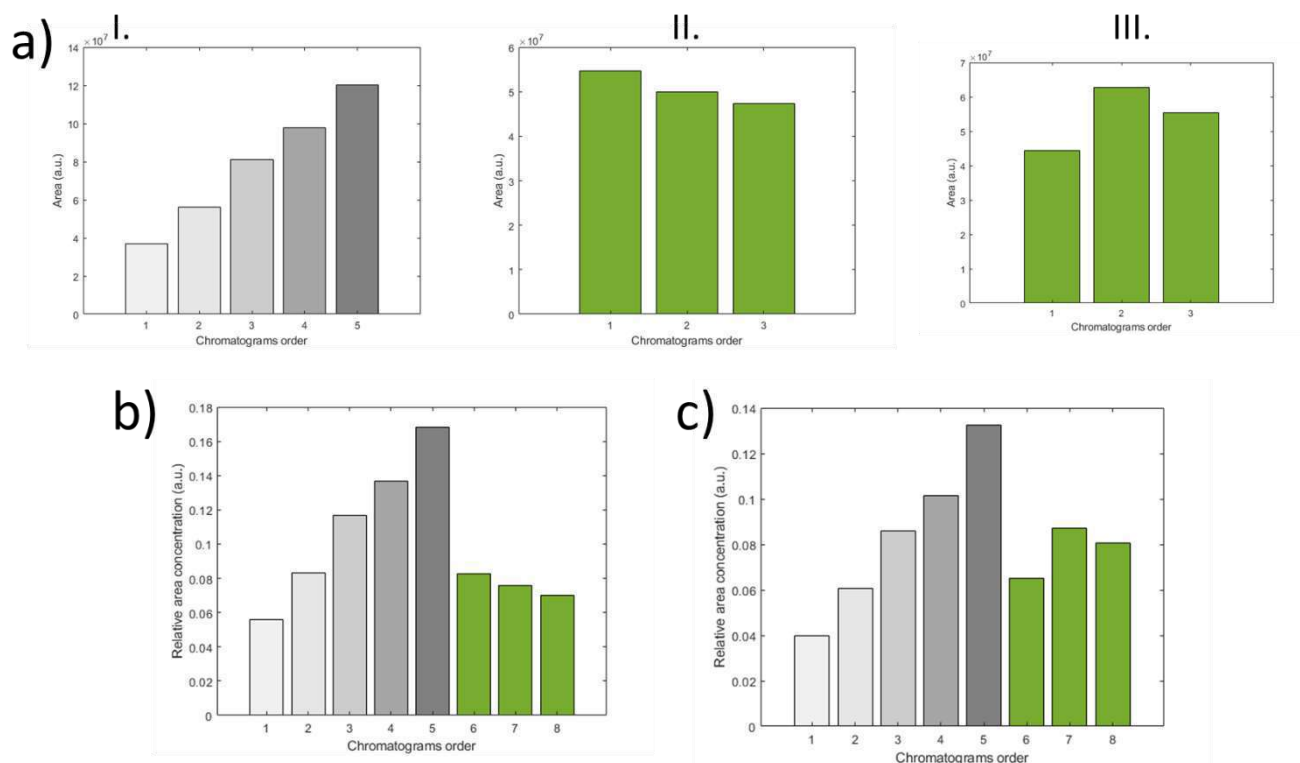 a) I. II. III.
×10⁷
14
12
10
8
6
4
2
0
Area (a.u.)
1 2 3 4 5
Chromatograms order
×10⁷
6
5
4
3
2
1
0
Area (a.u.)
1 2 3
Chromatograms order
×10⁷
7
6
5
4
3
2
1
0
Area (a.u.)
1 2 3
Chromatograms order
b)
0.18
0.16
0.14
0.12
0.1
0.08
0.06
0.04
0.02
0
Relative area concentration (a.u.)
1 2 3 4 5 6 7 8
Chromatograms order
c)
0.14
0.12
0.1
0.08
0.06
0.04
0.02
0
Relative area concentration (a.u.)
1 2 3 4 5 6 7 8
Chromatograms order